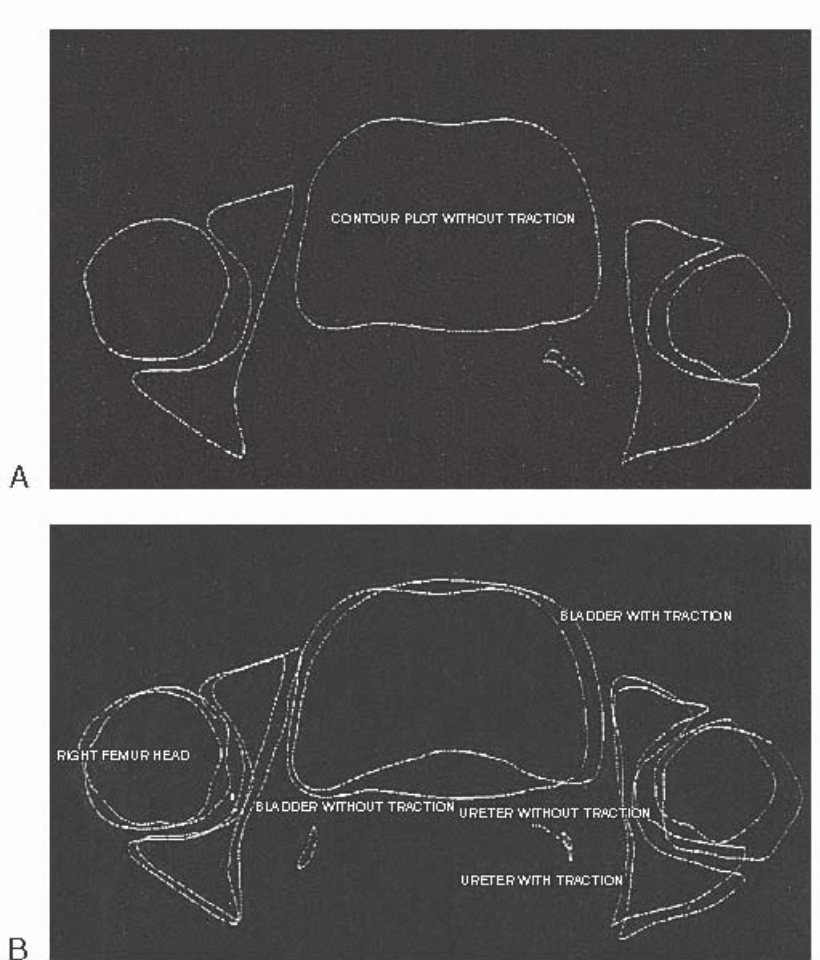 CONTOUR PLOT WITHOUT TRACTION
A
BLADDER WITH TRACTION
RIGHT FEMUR HEAD
BLADDER WITHOUT TRACTION
URETER WITHOUT TRACTION
URETER WITH TRACTION
B